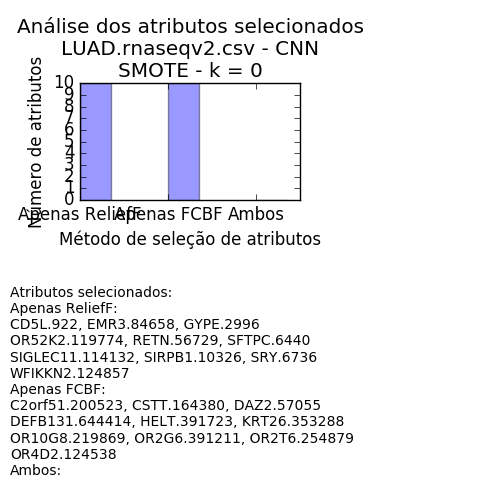 Análise dos atributos selecionados
LUAD.rnaseqv2.csv - CNN
SMOTE - k = 0
Número de atributos
10
9
8
7
6
5
4
3
2
1
0
Apenas ReliefF
Apenas FCBF
Ambos
Método de seleção de atributos
Atributos selecionados:
Apenas ReliefF:
CD5L.922, EMR3.84658, GYPE.2996
OR52K2.119774, RETN.56729, SFTPC.6440
SIGLEC11.114132, SIRPB1.10326, SRY.6736
WFIKKN2.124857
Apenas FCBF:
C2orf51.200523, CSTT.164380, DAZ2.57055
DEFB131.644414, HELT.391723, KRT26.353288
OR10G8.219869, OR2G6.391211, OR2T6.254879
OR4D2.124538
Ambos: